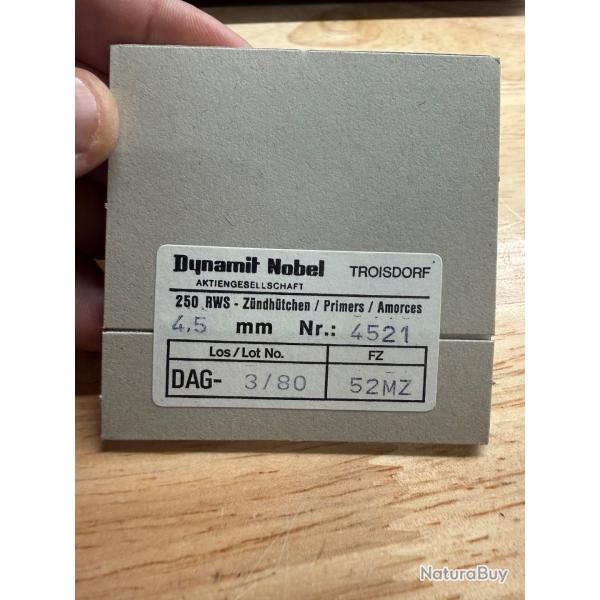 Dynamit Nobel TROISDORF
AKTIENGESELLSCHAFT
250 RWS - Zündhütchen / Primers / Amorces
4,5 mm Nr.: 4521
Los / Lot No. FZ
DAG- 3/80 52MZ
NaturaBuy